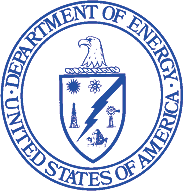 DEPARTMENT OF ENERGY
UNITED STATES OF AMERICA